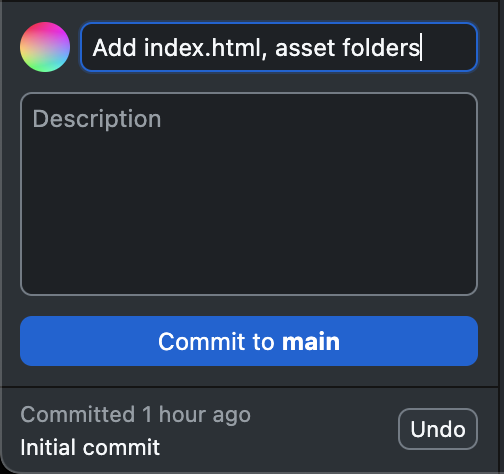 Add index.html, asset folders
Description
Commit to main
Committed 1 hour ago
Undo
Initial commit